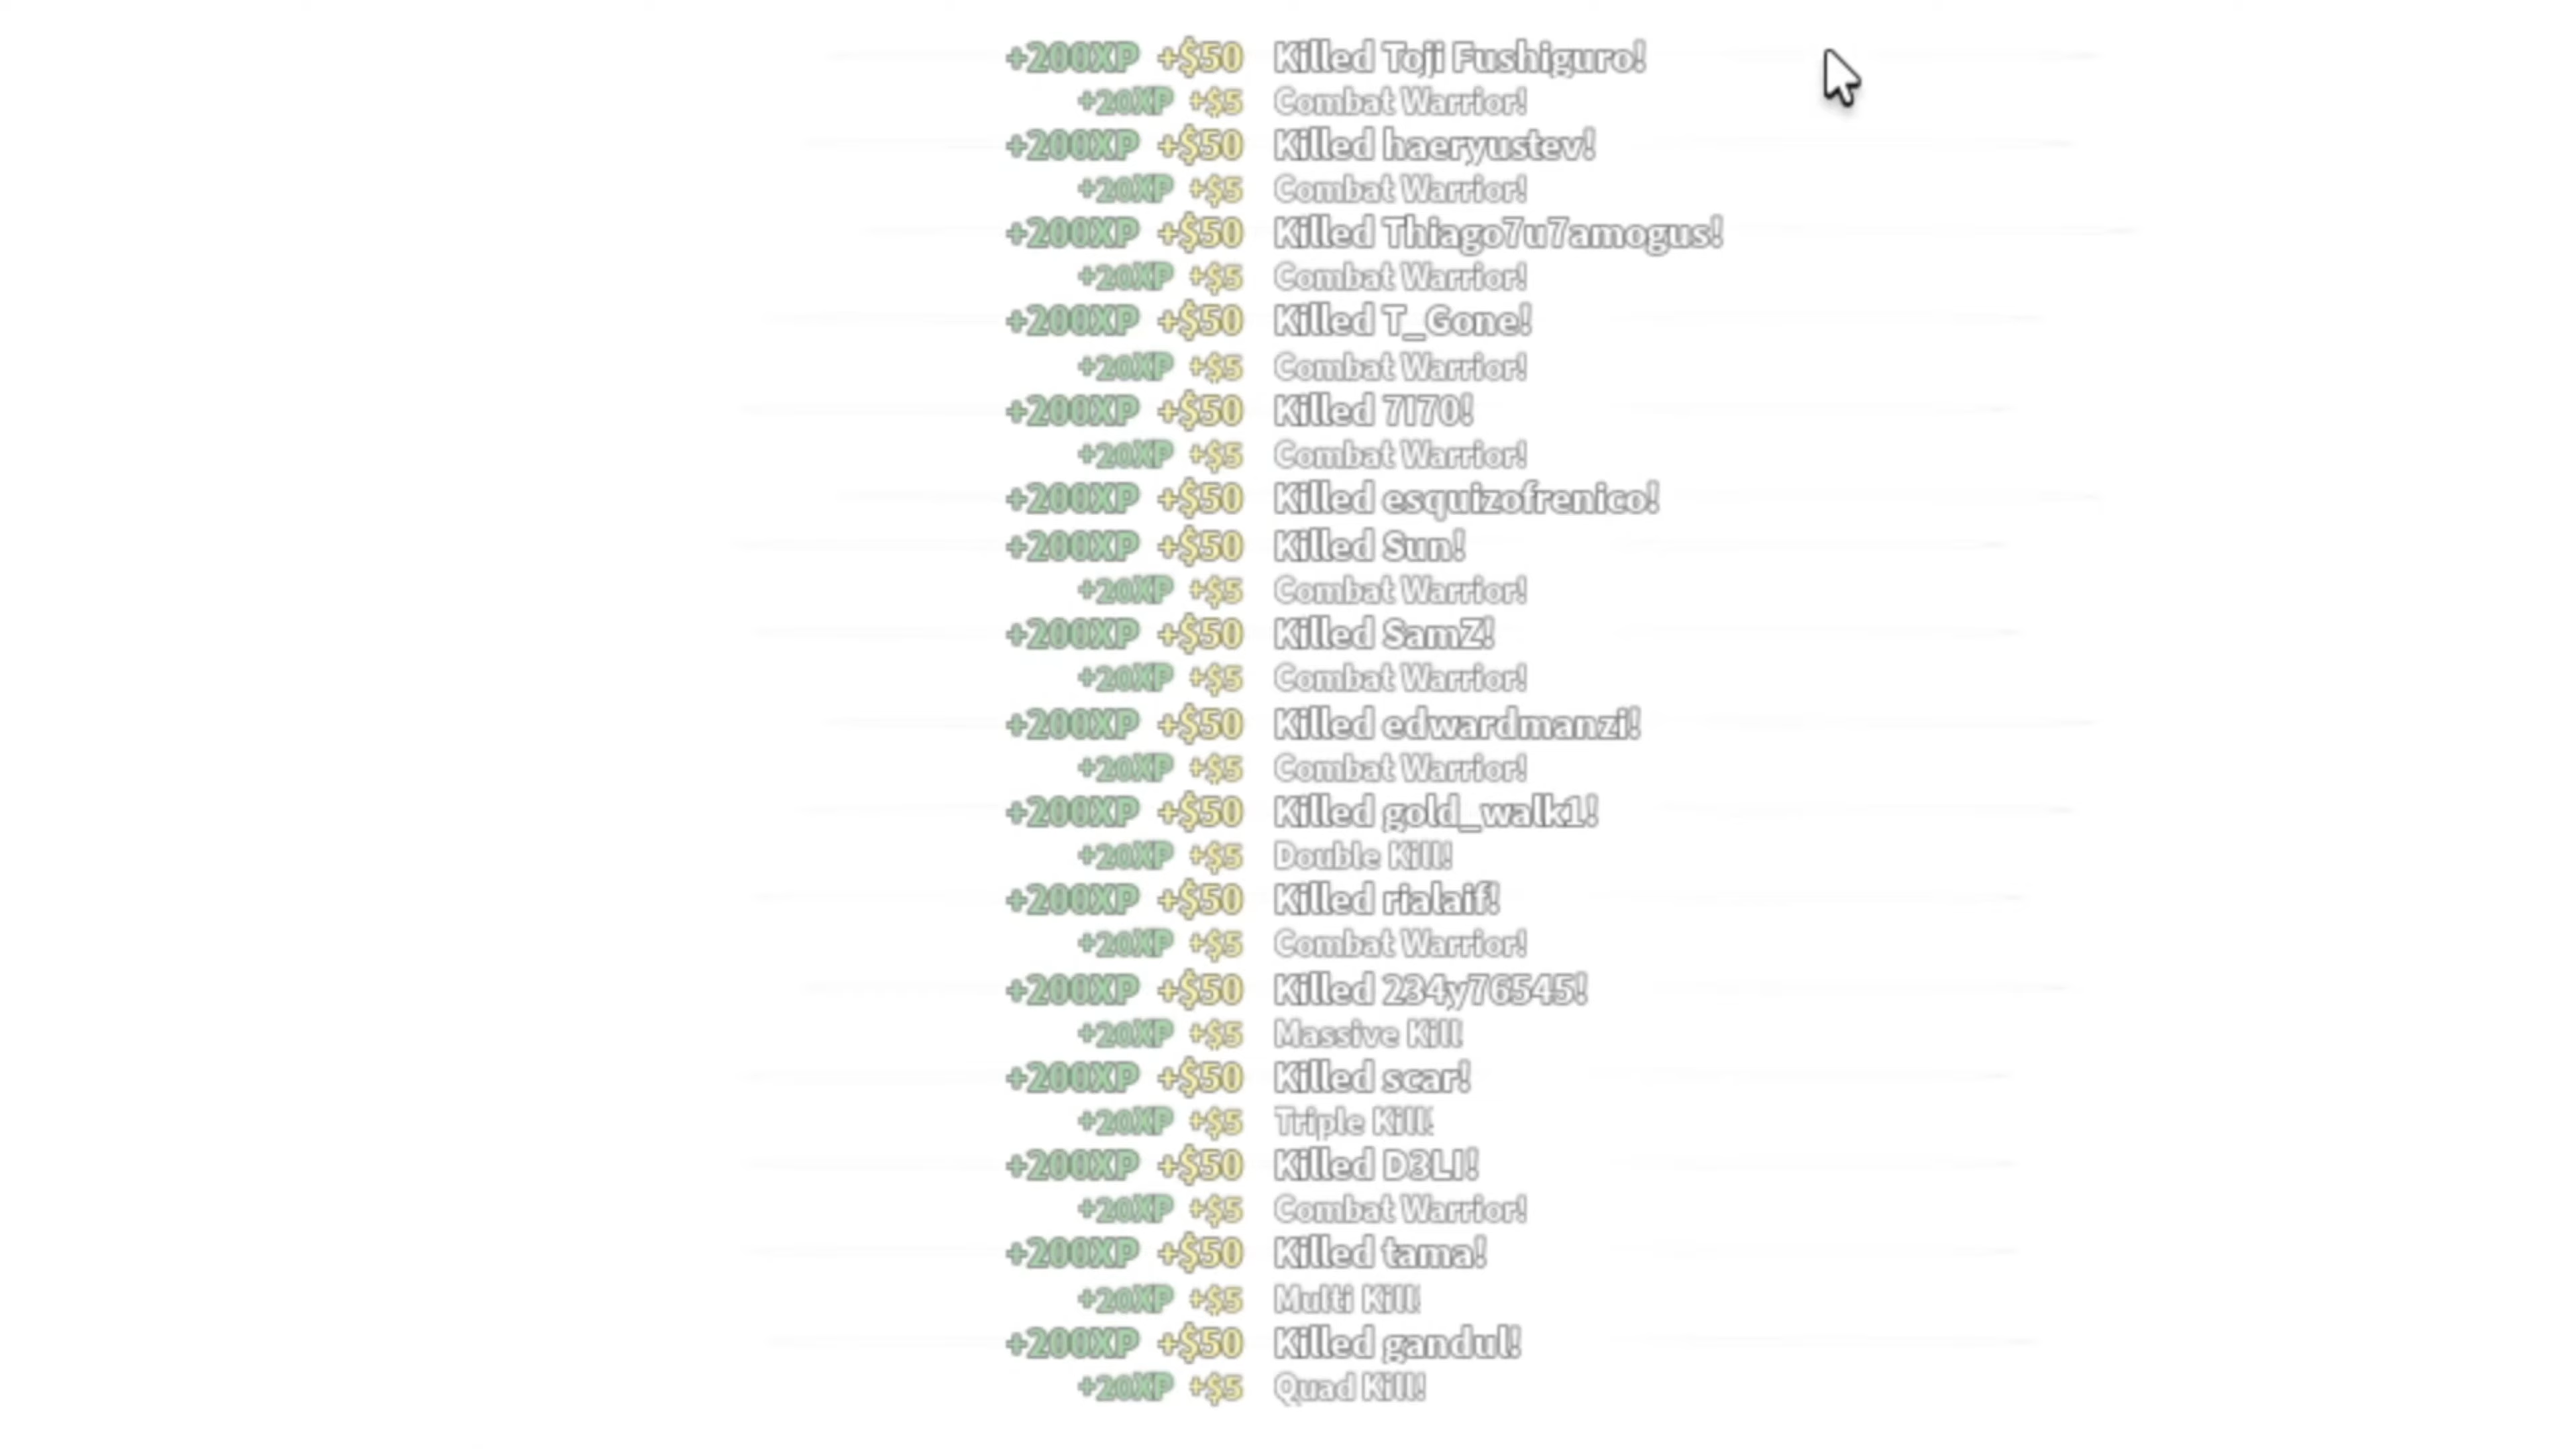 +200XP +$50 Killed Toji Fushiguro!
+20XP +$5 Combat Warrior!
+200XP +$50 Killed haeryustev!
+20XP +$5 Combat Warrior!
+200XP +$50 Killed Thiago7u7amogus!
+20XP +$5 Combat Warrior!
+200XP +$50 Killed T_Gone!
+20XP +$5 Combat Warrior!
+200XP +$50 Killed 7I70!
+20XP +$5 Combat Warrior!
+200XP +$50 Killed esquizofrenico!
+200XP +$50 Killed Sun!
+20XP +$5 Combat Warrior!
+200XP +$50 Killed SamZ!
+20XP +$5 Combat Warrior!
+200XP +$50 Killed edwardmanzi!
+20XP +$5 Combat Warrior!
+200XP +$50 Killed gold_walk1!
+20XP +$5 Double Kill!
+200XP +$50 Killed rialaif!
+20XP +$5 Combat Warrior!
+200XP +$50 Killed 234y76545!
+20XP +$5 Massive Kill
+200XP +$50 Killed scar!
+20XP +$5 Triple Kill!
+200XP +$50 Killed D3LI!
+20XP +$5 Combat Warrior!
+200XP +$50 Killed tama!
+20XP +$5 Multi Kill!
+200XP +$50 Killed gandul!
+20XP +$5 Quad Kill!